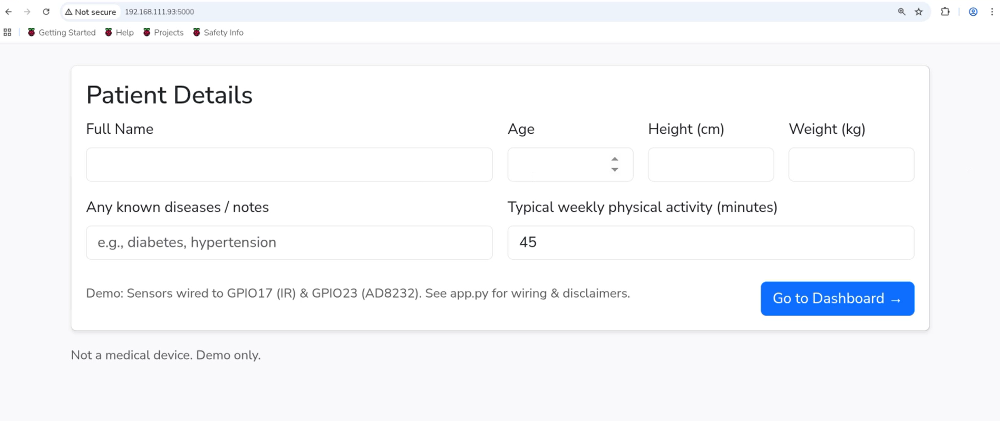 Not secure 192.168.111.93:5000
Getting Started Help Projects Safety Info
Patient Details
Full Name Age Height (cm) Weight (kg)
Any known diseases / notes Typical weekly physical activity (minutes)
e.g., diabetes, hypertension 45
Demo: Sensors wired to GPIO17 (IR) & GPIO23 (AD8232). See app.py for wiring & disclaimers. Go to Dashboard →
Not a medical device. Demo only.